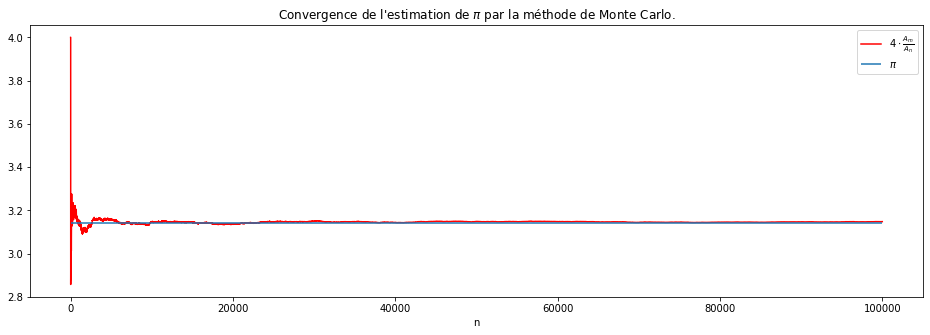 Convergence de l'estimation de π par la méthode de Monte Carlo.
4.0
3.8
3.6
3.4
3.2
3.0
2.8
4 · Aₘ/Aₙ
π
0 20000 40000 60000 80000 100000
n